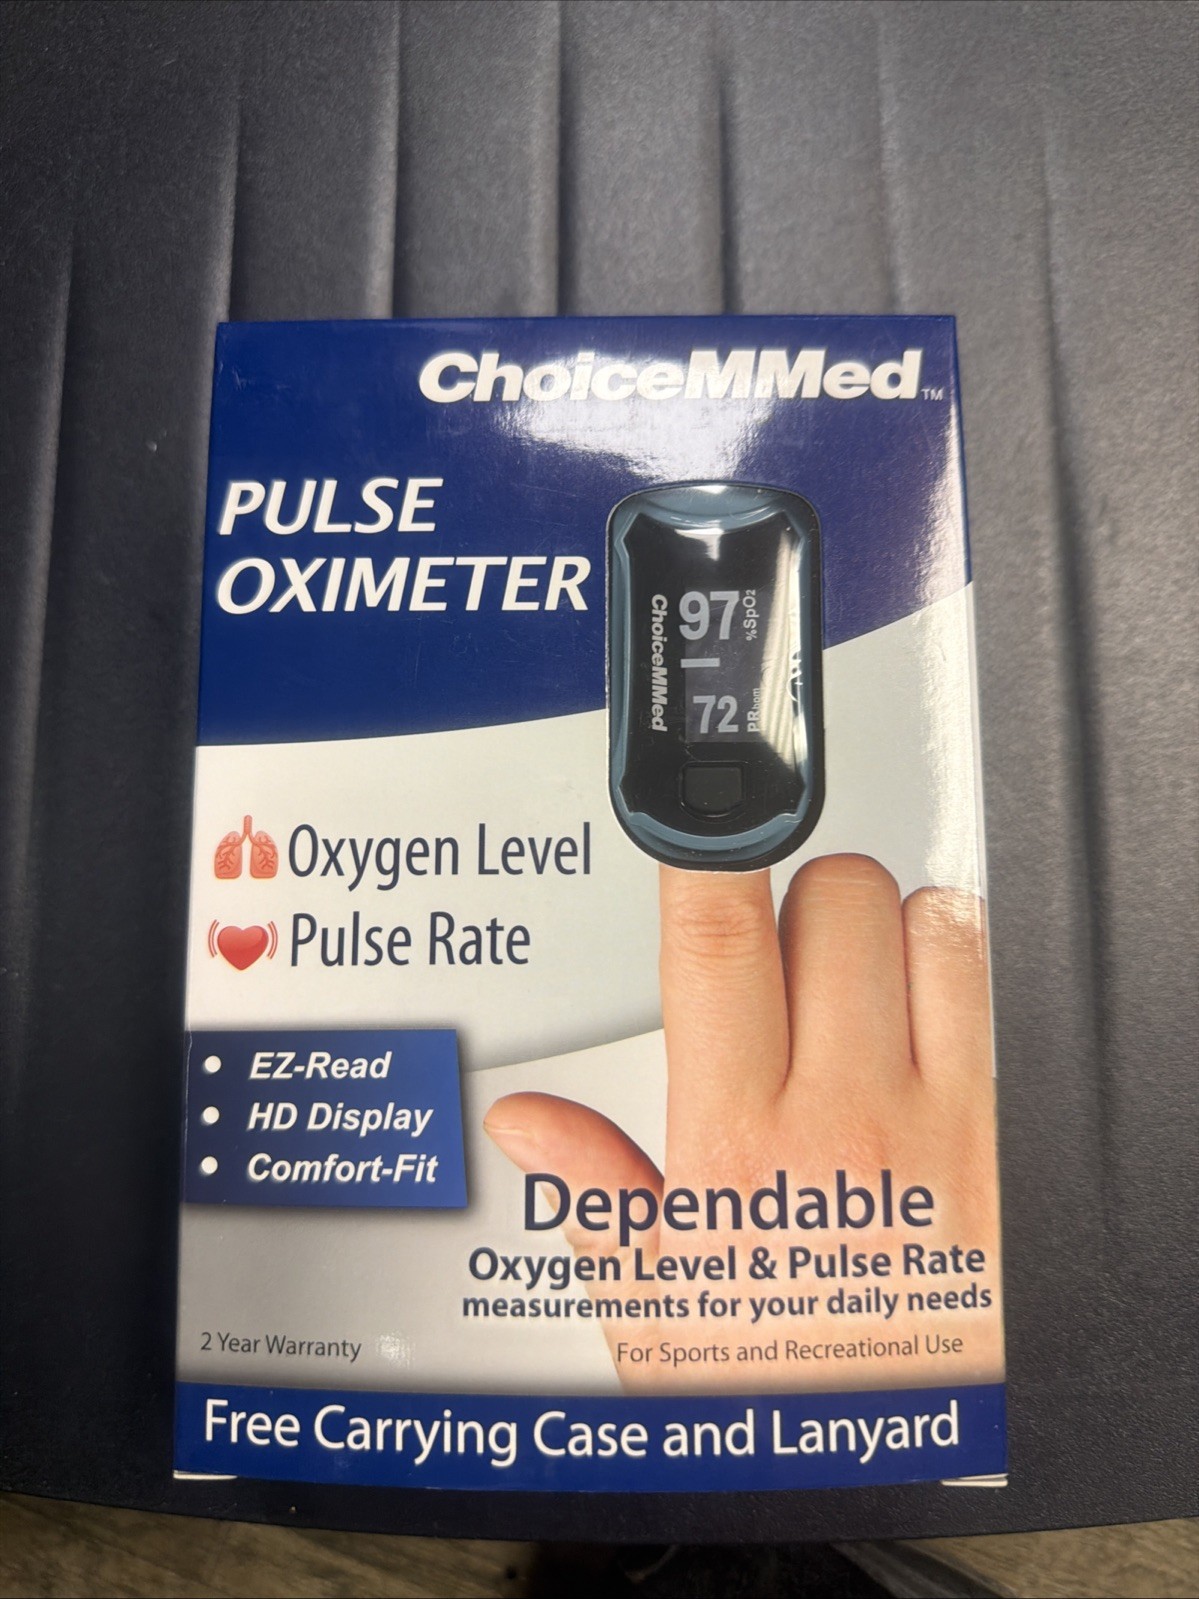 ChoiceMMed™
PULSE
OXIMETER
ChoiceMMed
97
%SpO2
72
PRbpm
Oxygen Level
Pulse Rate
• EZ-Read
• HD Display
• Comfort-Fit
Dependable
Oxygen Level & Pulse Rate
measurements for your daily needs
2 Year Warranty
For Sports and Recreational Use
Free Carrying Case and Lanyard